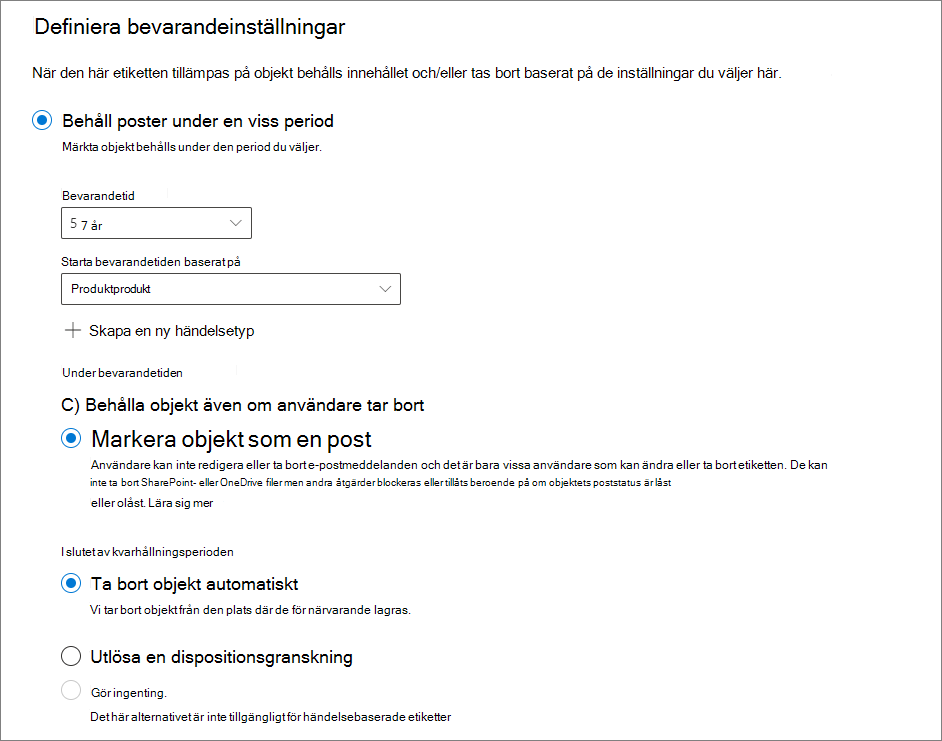 Definiera bevarandeinställningar
När den här etiketten tillämpas på objekt behålls innehållet och/eller tas bort baserat på de inställningar du väljer här.
Behåll poster under en viss period
Märkta objekt behålls under den period du väljer.
Bevarandetid
5 7 år
Starta bevarandetiden baserat på
Produktprodukt
Skapa en ny händelsetyp
Under bevarandetiden
C) Behålla objekt även om användare tar bort
Markera objekt som en post
Användare kan inte redigera eller ta bort e-postmeddelanden och det är bara vissa användare som kan ändra eller ta bort etiketten. De kan
inte ta bort SharePoint- eller OneDrive filer men andra åtgärder blockeras eller tillåts beroende på om objektets poststatus är låst
eller olåst. Lära sig mer
I slutet av kvarhållningsperioden
Ta bort objekt automatiskt
Vi tar bort objekt från den plats där de för närvarande lagras.
Utlösa en dispositionsgranskning
Gör ingenting.
Det här alternativet är inte tillgängligt för händelsebaserade etiketter